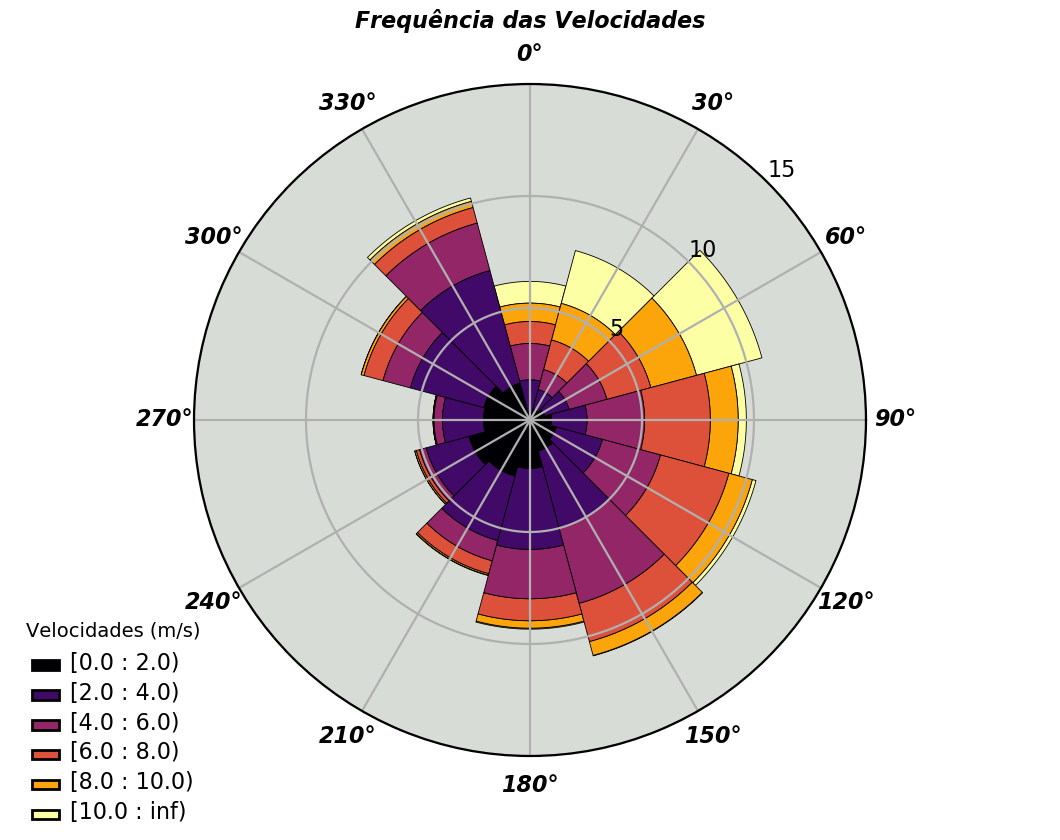 Frequência das Velocidades
0°
330°
30°
15
300°
60°
10
5
270°
90°
240°
120°
Velocidades (m/s)
[0.0 : 2.0)
[2.0 : 4.0)
[4.0 : 6.0)
[6.0 : 8.0)
[8.0 : 10.0)
[10.0 : inf)
210°
150°
180°